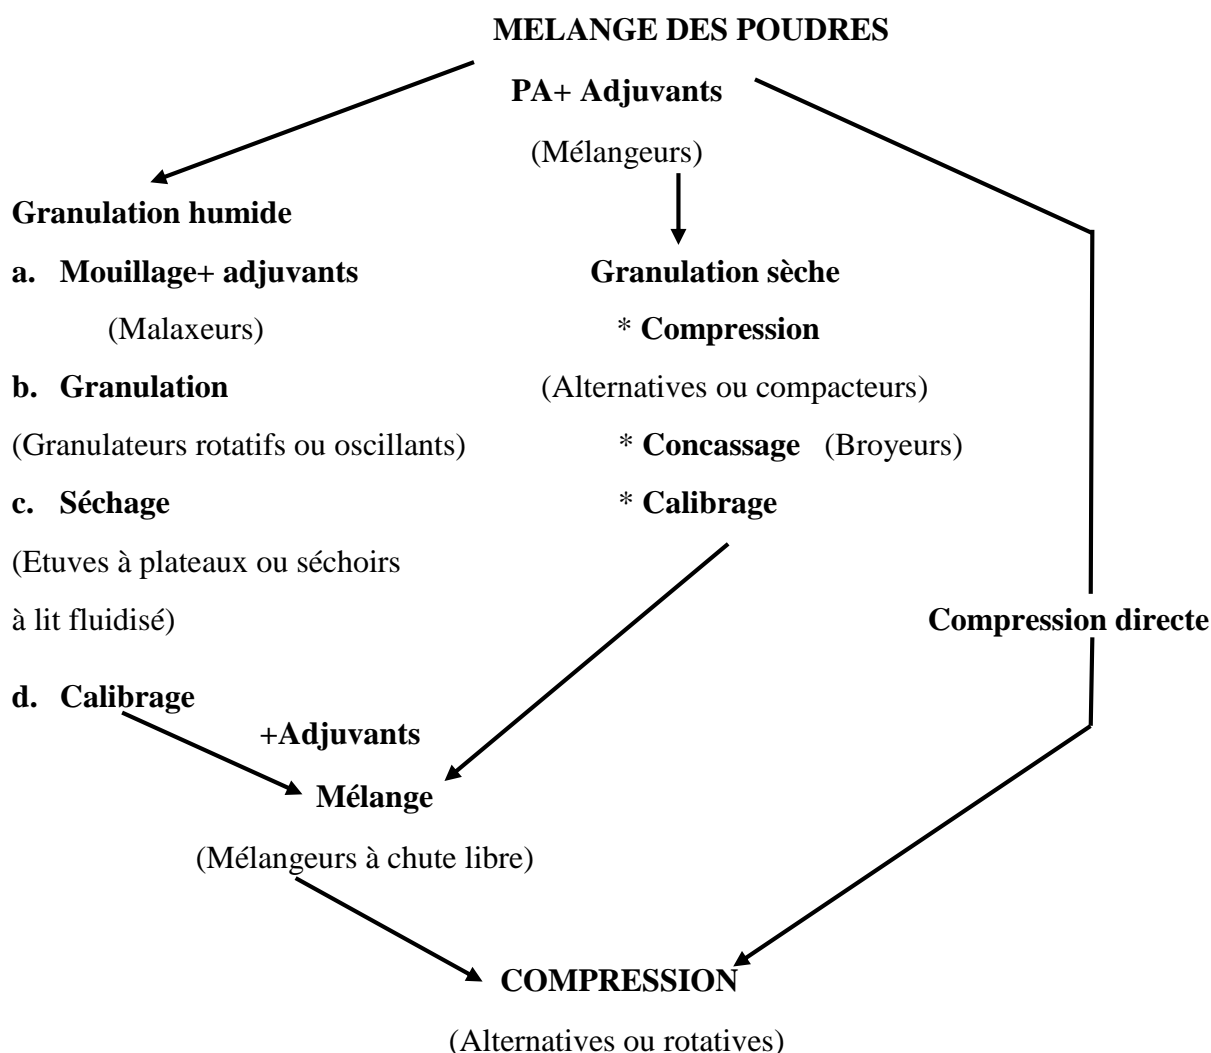 MELANGE DES POUDRES
PA+ Adjuvants
(Mélangeurs)
Granulation humide
a. Mouillage+ adjuvants
(Malaxeurs)
b. Granulation
(Granulateurs rotatifs ou oscillants)
c. Séchage
(Etuves à plateaux ou séchoirs
à lit fluidisé)
d. Calibrage
Granulation sèche
* Compression
(Alternatives ou compacteurs)
* Concassage (Broyeurs)
* Calibrage
Compression directe
+Adjuvants
Mélange
(Mélangeurs à chute libre)
COMPRESSION
(Alternatives ou rotatives)